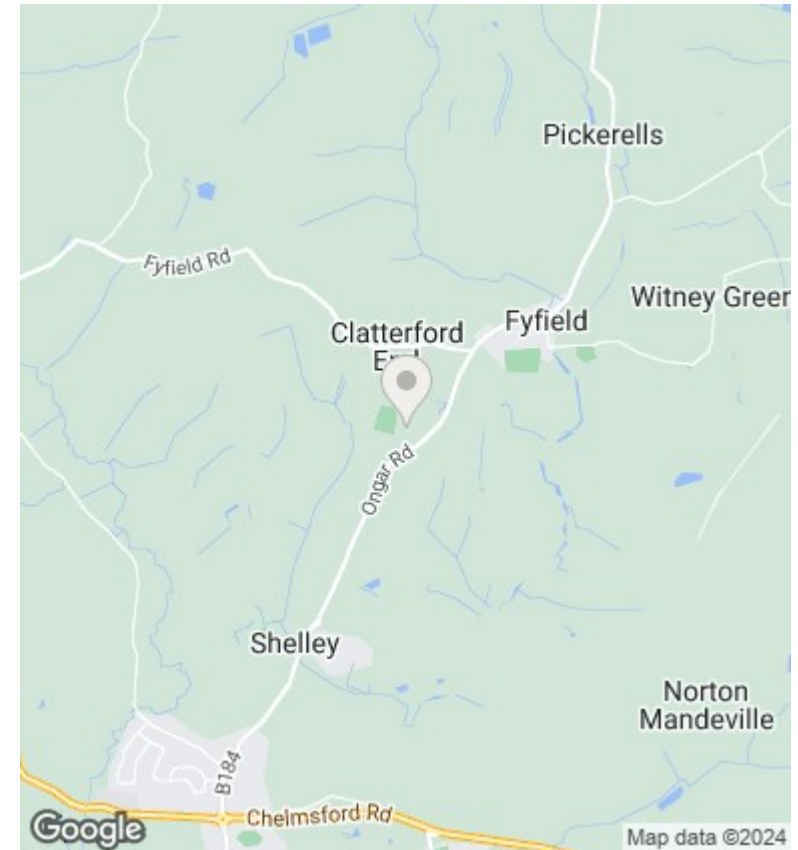 Pickerells
Fyfield Rd
Witney Green
Fyfield
Clatterford
End
Ongar Rd
Shelley
Norton
Mandeville
B184
Chelmsford Rd
Google
Map data ©2024